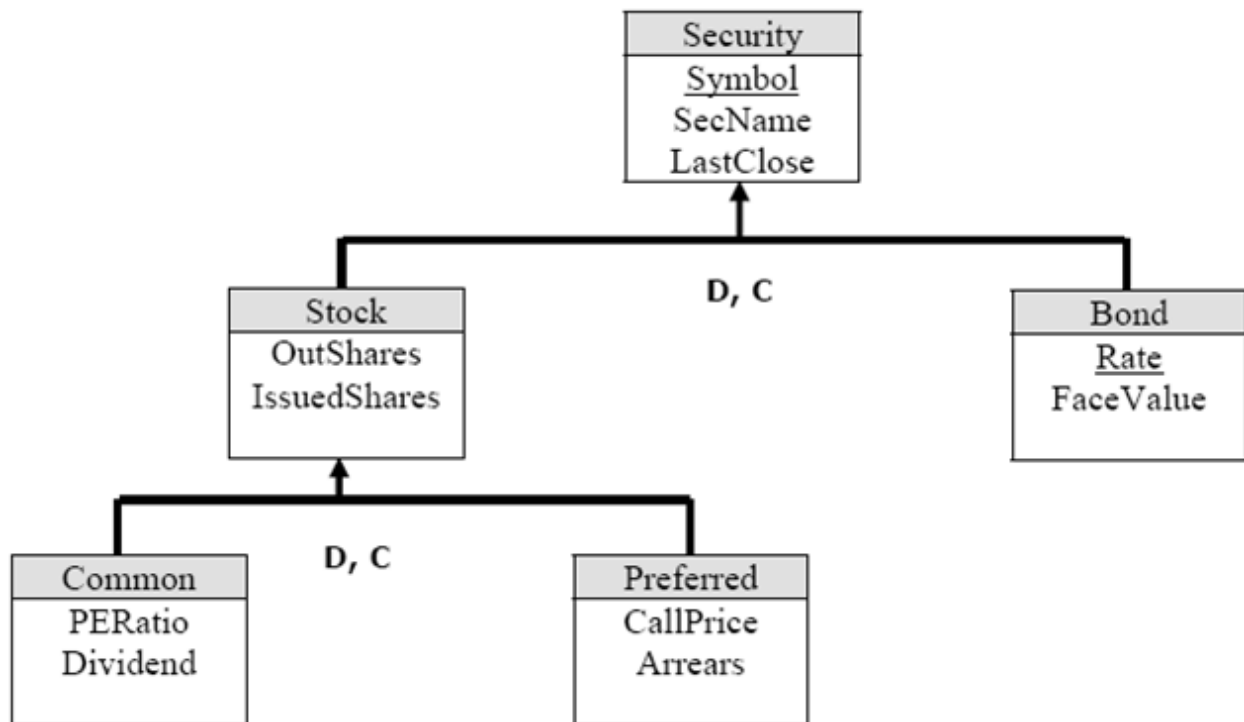 Security
Symbol
SecName
LastClose
D, C
Stock
OutShares
IssuedShares
Bond
Rate
FaceValue
D, C
Common
PERatio
Dividend
Preferred
CallPrice
Arrears